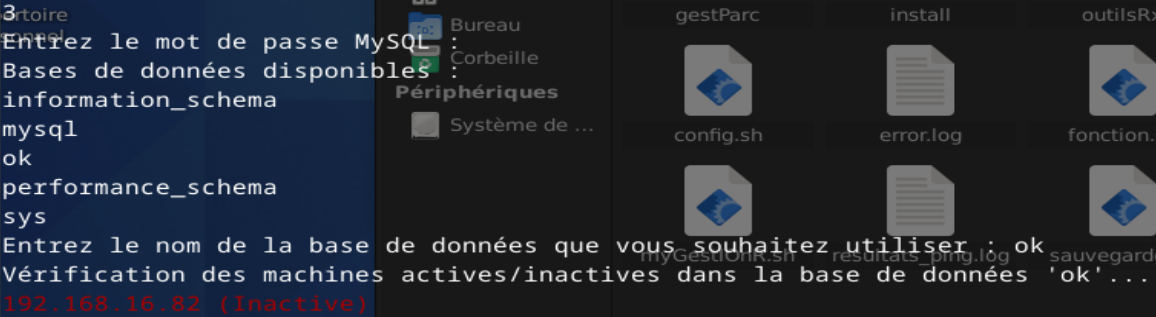 3
Entrez le mot de passe MySQL :
Bases de données disponibles :
information_schema
mysql
ok
performance_schema
sys
Entrez le nom de la base de données que vous souhaitez utiliser : ok
Vérification des machines actives/inactives dans la base de données 'ok'...
192.168.16.82 (Inactive)
Bureau
Corbeille
Périphériques
Système de ...
gestParc
install
outilsRx
config.sh
error.log
fonction.
myGestionR.sh
resultats_ping.log
sauvegard